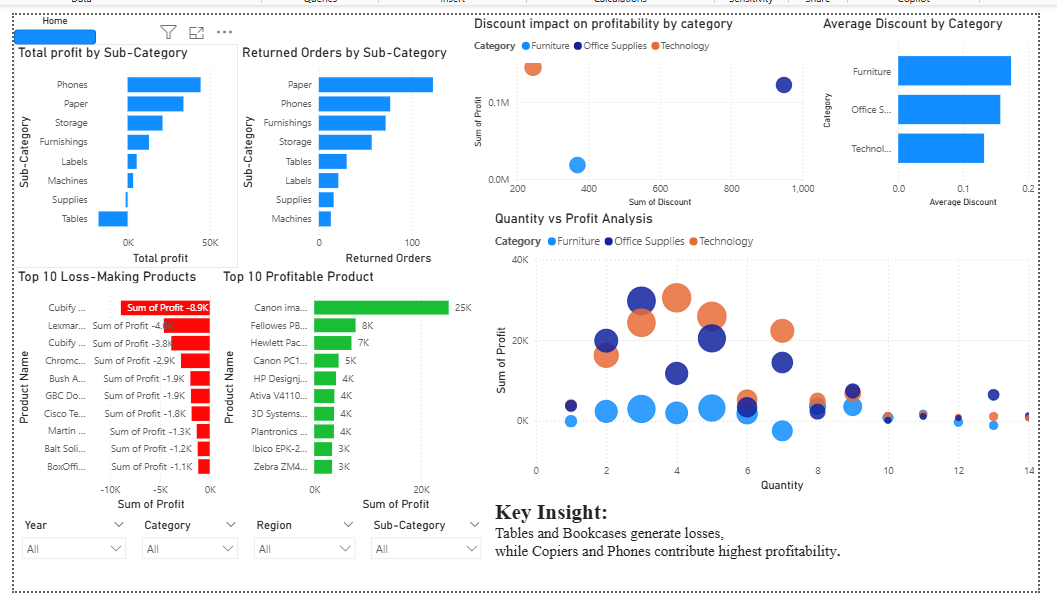 Data Queries Insert Calculations Sensitivity Share Copilot
Home
Total profit by Sub-Category
Sub-Category
Phones
Paper
Storage
Furnishings
Labels
Machines
Supplies
Tables
0K 50K
Total profit
Returned Orders by Sub-Category
Sub-Category
Paper
Phones
Furnishings
Storage
Tables
Labels
Supplies
Machines
0 100
Returned Orders
Discount impact on profitability by category
Category Furniture Office Supplies Technology
Sum of Profit
0.1M
0.0M
200 400 600 800 1,000
Sum of Discount
Average Discount by Category
Category
Furniture
Office S...
Technol...
0.0 0.1 0.2
Average Discount
Top 10 Loss-Making Products
Product Name
Cubify ... Sum of Profit -8.9K
Lexmar... Sum of Profit -4.6K
Cubify ... Sum of Profit -3.8K
Chromc... Sum of Profit -2.9K
Bush A... Sum of Profit -1.9K
GBC Do... Sum of Profit -1.9K
Cisco Te... Sum of Profit -1.8K
Martin ... Sum of Profit -1.3K
Balt Soli... Sum of Profit -1.2K
BoxOffi... Sum of Profit -1.1K
-10K -5K 0K
Sum of Profit
Top 10 Profitable Product
Product Name
Canon ima... 25K
Fellowes PB... 8K
Hewlett Pac... 7K
Canon PC1... 5K
HP Designj... 4K
Ativa V4110... 4K
3D Systems... 4K
Plantronics ... 4K
Ibico EPK-2... 3K
Zebra ZM4... 3K
0K 20K
Sum of Profit
Quantity vs Profit Analysis
Category Furniture Office Supplies Technology
Sum of Profit
40K
20K
0K
0 2 4 6 8 10 12 14
Quantity
Year Category Region Sub-Category
All All All All
Key Insight:
Tables and Bookcases generate losses,
while Copiers and Phones contribute highest profitability.